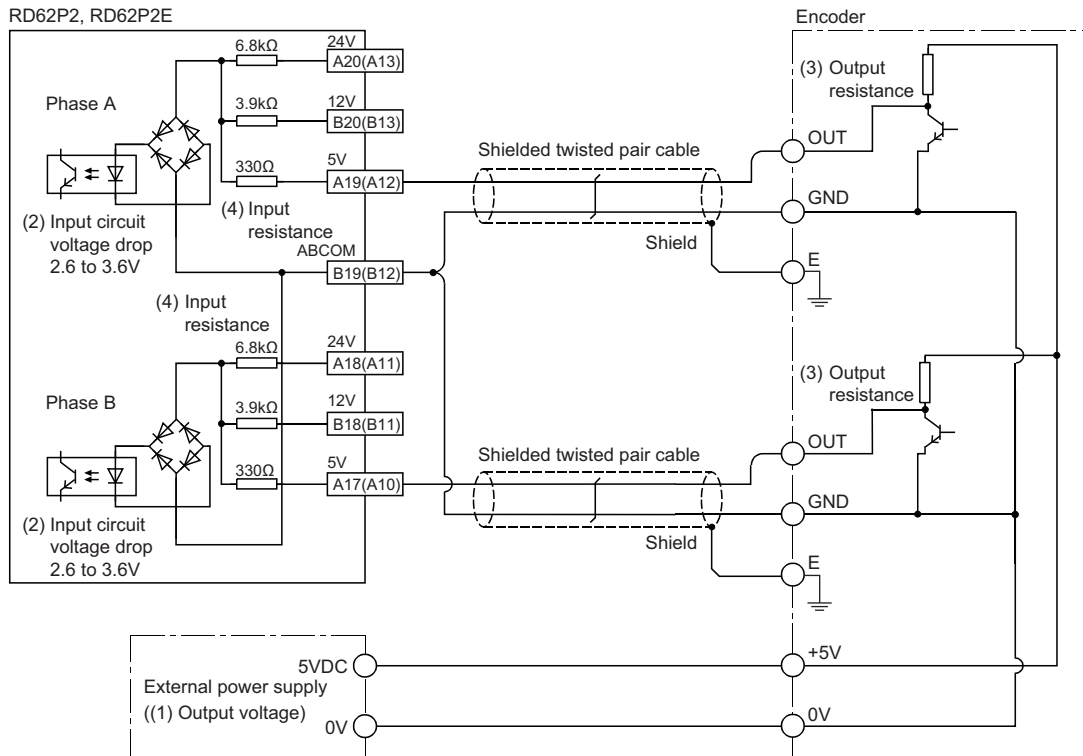 RD62P2, RD62P2E
Encoder
6.8kΩ
24V
A20(A13)
(3) Output
resistance
Phase A
3.9kΩ
12V
B20(B13)
OUT
Shielded twisted pair cable
330Ω
5V
A19(A12)
GND
(2) Input circuit
voltage drop
2.6 to 3.6V
(4) Input
resistance
ABCOM
B19(B12)
Shield
E
(4) Input
resistance
6.8kΩ
24V
A18(A11)
(3) Output
resistance
Phase B
3.9kΩ
12V
B18(B11)
OUT
Shielded twisted pair cable
330Ω
5V
A17(A10)
GND
(2) Input circuit
voltage drop
2.6 to 3.6V
Shield
E
5VDC
+5V
External power supply
((1) Output voltage)
0V
0V